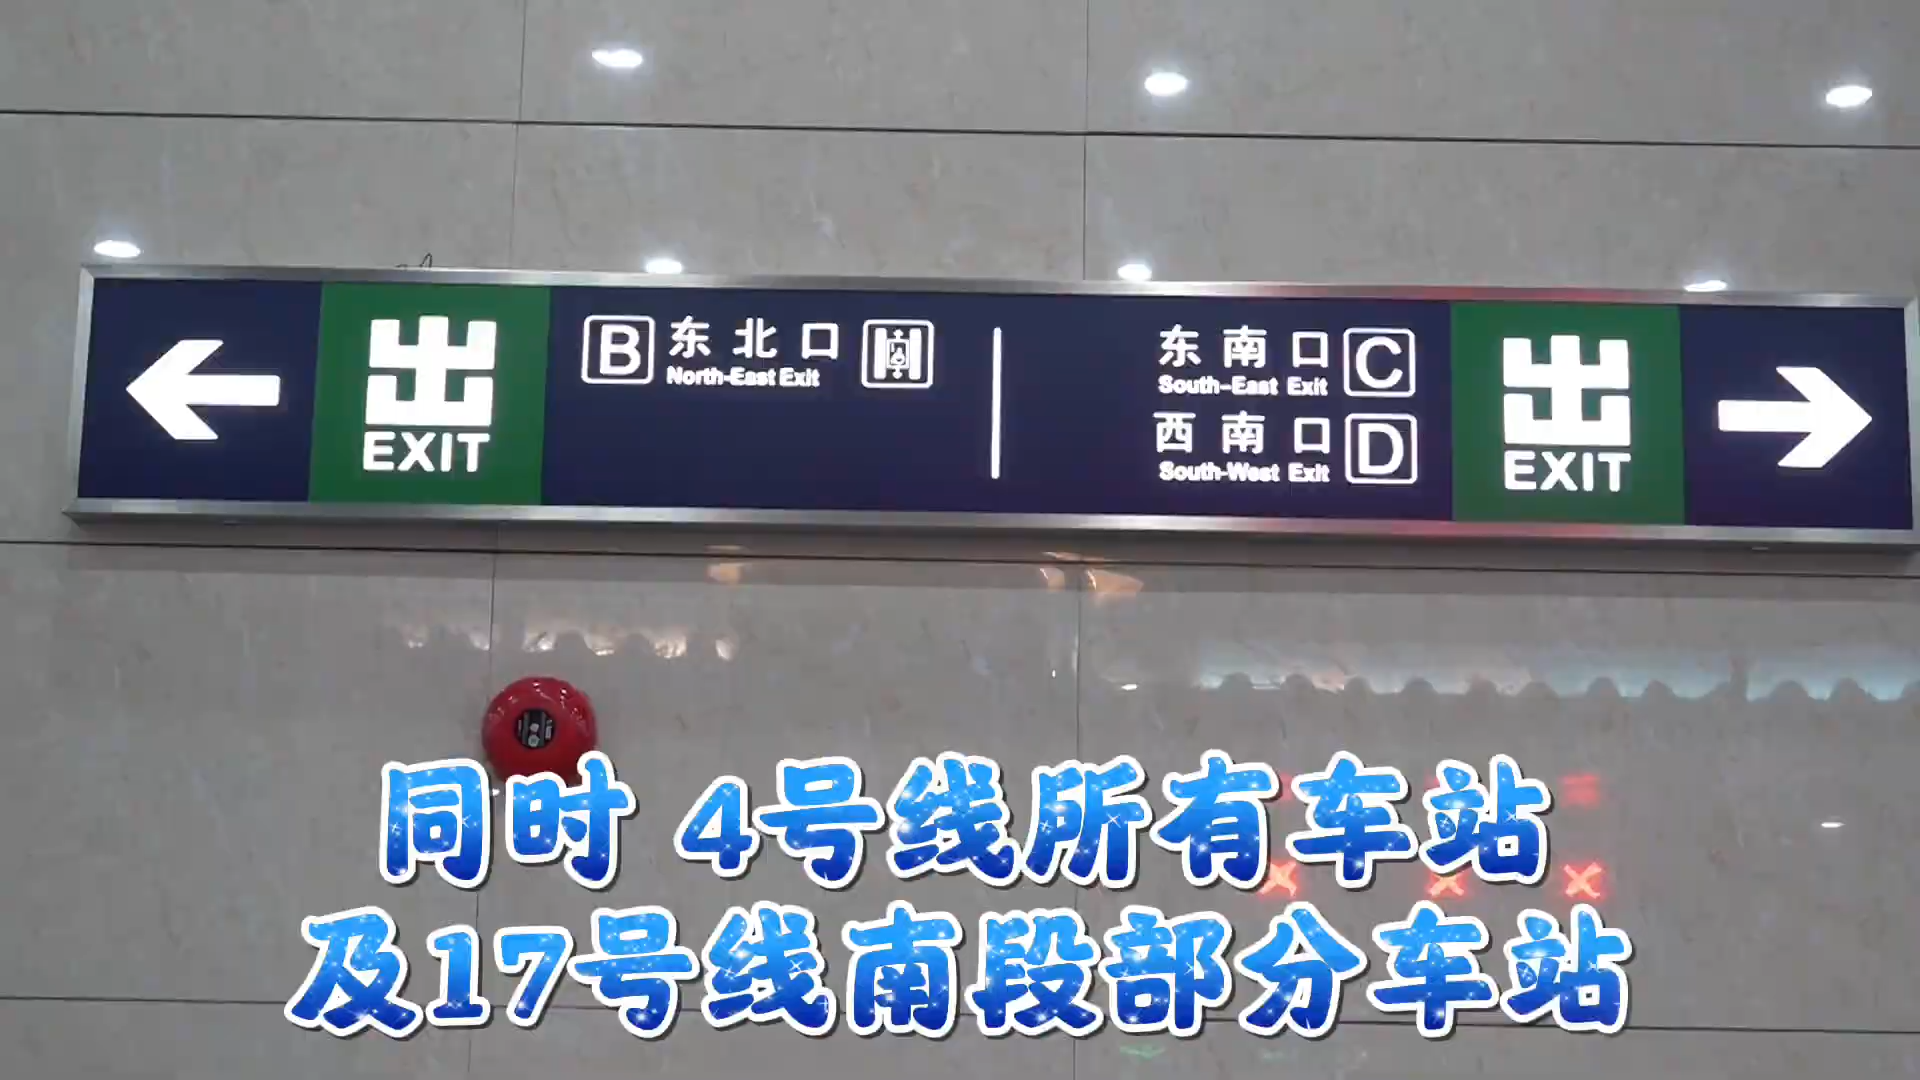 出
EXIT
B 东北口
North-East Exit
东南口 C
South-East Exit
西南口 D
South-West Exit
出
EXIT
同时 4号线所有车站
及17号线南段部分车站